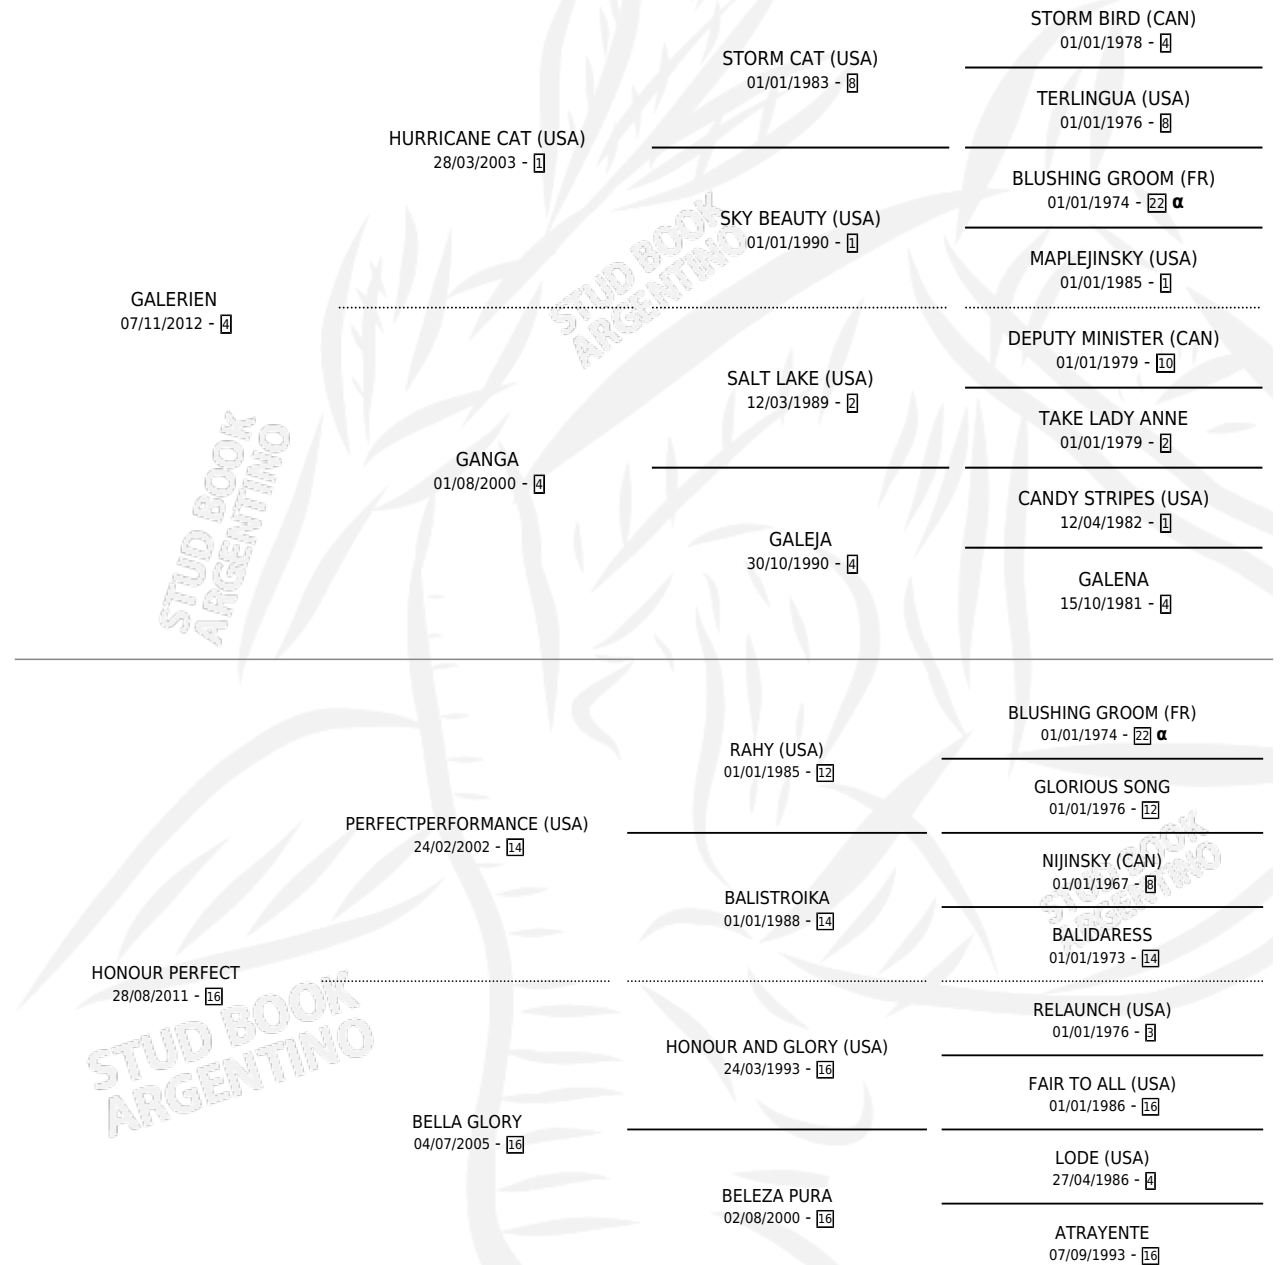 STORM BIRD (CAN)
01/01/1978 - 4
STORM CAT (USA)
01/01/1983 - 8
TERLINGUA (USA)
01/01/1976 - 8
HURRICANE CAT (USA)
28/03/2003 - 1
BLUSHING GROOM (FR)
01/01/1974 - 22 α
SKY BEAUTY (USA)
01/01/1990 - 1
MAPLEJINSKY (USA)
01/01/1985 - 1
GALERIEN
07/11/2012 - 4
DEPUTY MINISTER (CAN)
01/01/1979 - 10
SALT LAKE (USA)
12/03/1989 - 2
TAKE LADY ANNE
01/01/1979 - 2
GANGA
01/08/2000 - 4
CANDY STRIPES (USA)
12/04/1982 - 1
GALEJA
30/10/1990 - 4
GALENA
15/10/1981 - 4
BLUSHING GROOM (FR)
01/01/1974 - 22 α
RAHY (USA)
01/01/1985 - 12
GLORIOUS SONG
01/01/1976 - 12
PERFECTPERFORMANCE (USA)
24/02/2002 - 14
NIJINSKY (CAN)
01/01/1967 - 8
BALISTROIKA
01/01/1988 - 14
BALIDARESS
01/01/1973 - 14
HONOUR PERFECT
28/08/2011 - 16
RELAUNCH (USA)
01/01/1976 - 3
HONOUR AND GLORY (USA)
24/03/1993 - 16
FAIR TO ALL (USA)
01/01/1986 - 16
BELLA GLORY
04/07/2005 - 16
LODE (USA)
27/04/1986 - 4
BELEZA PURA
02/08/2000 - 16
ATRAYENTE
07/09/1993 - 16
STUD BOOK
ARGENTINO
STUD BOOK
ARGENTINO
STUD BOOK
ARGENTINO
STUD BOOK
ARGENTINO